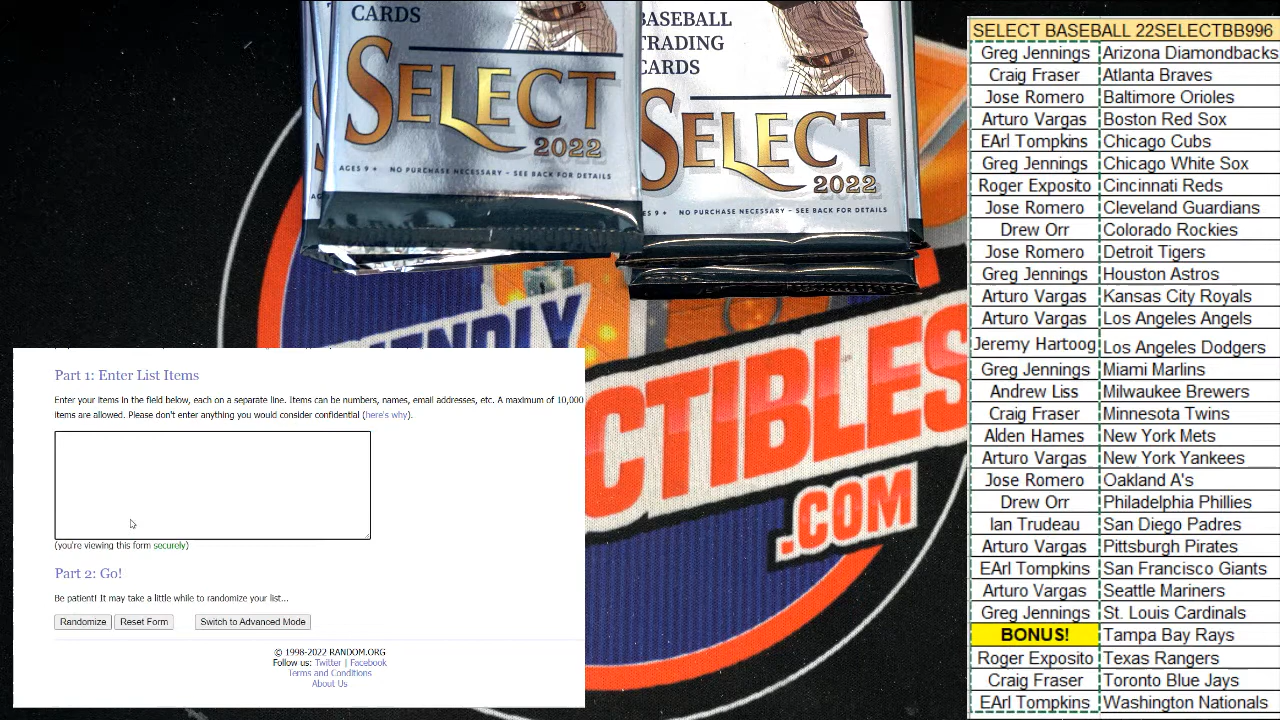 CARDS
SELECT
2022
AGES 9 + NO PURCHASE NECESSARY – SEE BACK FOR DETAILS
BASEBALL
TRADING
CARDS
SELECT
2022
ES 9 + NO PURCHASE NECESSARY – SEE BACK FOR DETAILS
IENDLY
CTIBLES
.COM
Part 1: Enter List Items
Enter your items in the field below, each on a separate line. Items can be numbers, names, email addresses, etc. A maximum of 10,000
items are allowed. Please don't enter anything you would consider confidential (here's why).
(you're viewing this form securely)
Part 2: Go!
Be patient! It may take a little while to randomize your list...
Randomize Reset Form Switch to Advanced Mode
© 1998-2022 RANDOM.ORG
Follow us: Twitter | Facebook
Terms and Conditions
About Us
SELECT BASEBALL 22SELECTBB996
Greg Jennings Arizona Diamondbacks
Craig Fraser Atlanta Braves
Jose Romero Baltimore Orioles
Arturo Vargas Boston Red Sox
EArl Tompkins Chicago Cubs
Greg Jennings Chicago White Sox
Roger Exposito Cincinnati Reds
Jose Romero Cleveland Guardians
Drew Orr Colorado Rockies
Jose Romero Detroit Tigers
Greg Jennings Houston Astros
Arturo Vargas Kansas City Royals
Arturo Vargas Los Angeles Angels
Jeremy Hartoog Los Angeles Dodgers
Greg Jennings Miami Marlins
Andrew Liss Milwaukee Brewers
Craig Fraser Minnesota Twins
Alden Hames New York Mets
Arturo Vargas New York Yankees
Jose Romero Oakland A's
Drew Orr Philadelphia Phillies
Ian Trudeau San Diego Padres
Arturo Vargas Pittsburgh Pirates
EArl Tompkins San Francisco Giants
Arturo Vargas Seattle Mariners
Greg Jennings St. Louis Cardinals
BONUS! Tampa Bay Rays
Roger Exposito Texas Rangers
Craig Fraser Toronto Blue Jays
EArl Tompkins Washington Nationals